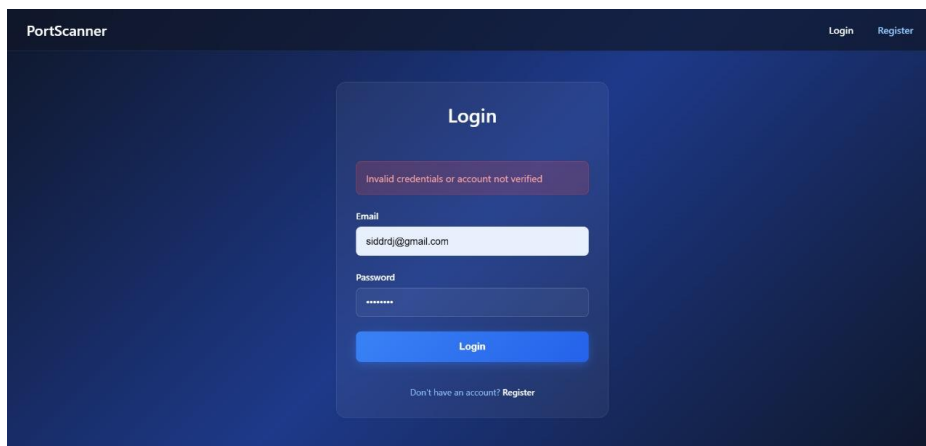 PortScanner
Login Register
Login
Invalid credentials or account not verified
Email
siddrdj@gmail.com
Password
••••••••
Login
Don't have an account? Register